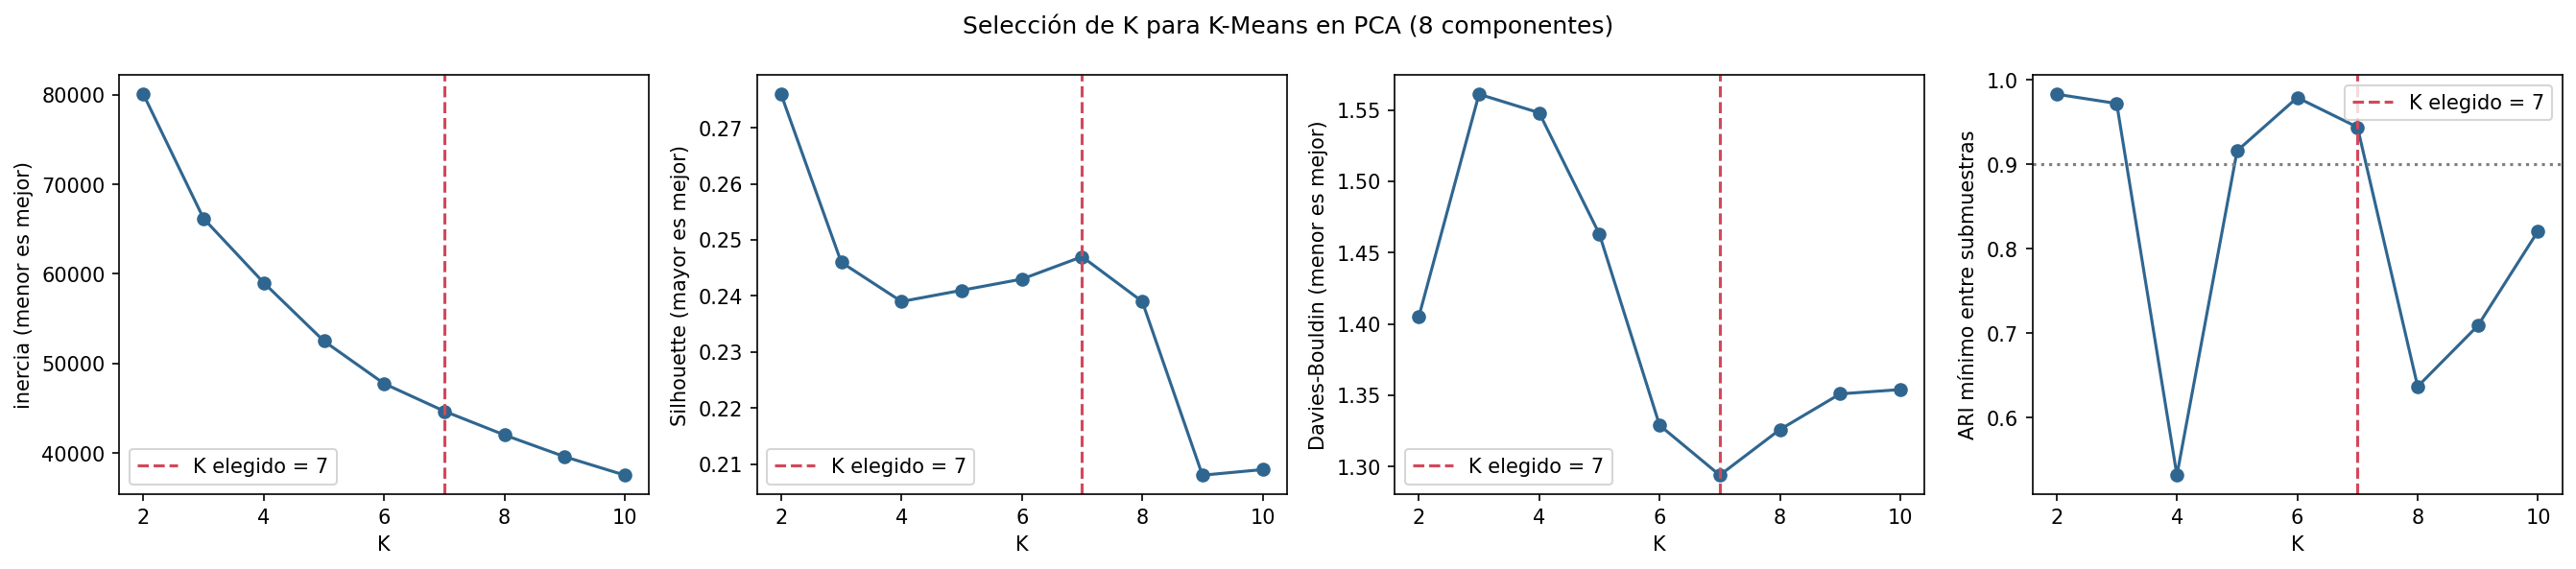 Selección de K para K-Means en PCA (8 componentes)
inercia (menor es mejor)
80000
70000
60000
50000
40000
K elegido = 7
2 4 6 8 10
K
Silhouette (mayor es mejor)
0.27
0.26
0.25
0.24
0.23
0.22
0.21
K elegido = 7
2 4 6 8 10
K
Davies-Bouldin (menor es mejor)
1.55
1.50
1.45
1.40
1.35
1.30
K elegido = 7
2 4 6 8 10
K
ARI mínimo entre submuestras
1.0
0.9
0.8
0.7
0.6
K elegido = 7
2 4 6 8 10
K